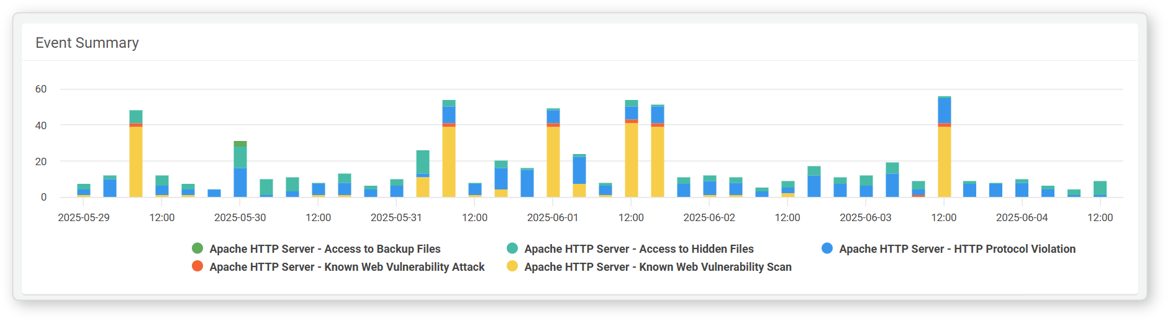 Event Summary
60
40
20
0
2025-05-29 12:00 2025-05-30 12:00 2025-05-31 12:00 2025-06-01 12:00 2025-06-02 12:00 2025-06-03 12:00 2025-06-04 12:00
Apache HTTP Server - Access to Backup Files Apache HTTP Server - Access to Hidden Files Apache HTTP Server - HTTP Protocol Violation
Apache HTTP Server - Known Web Vulnerability Attack Apache HTTP Server - Known Web Vulnerability Scan